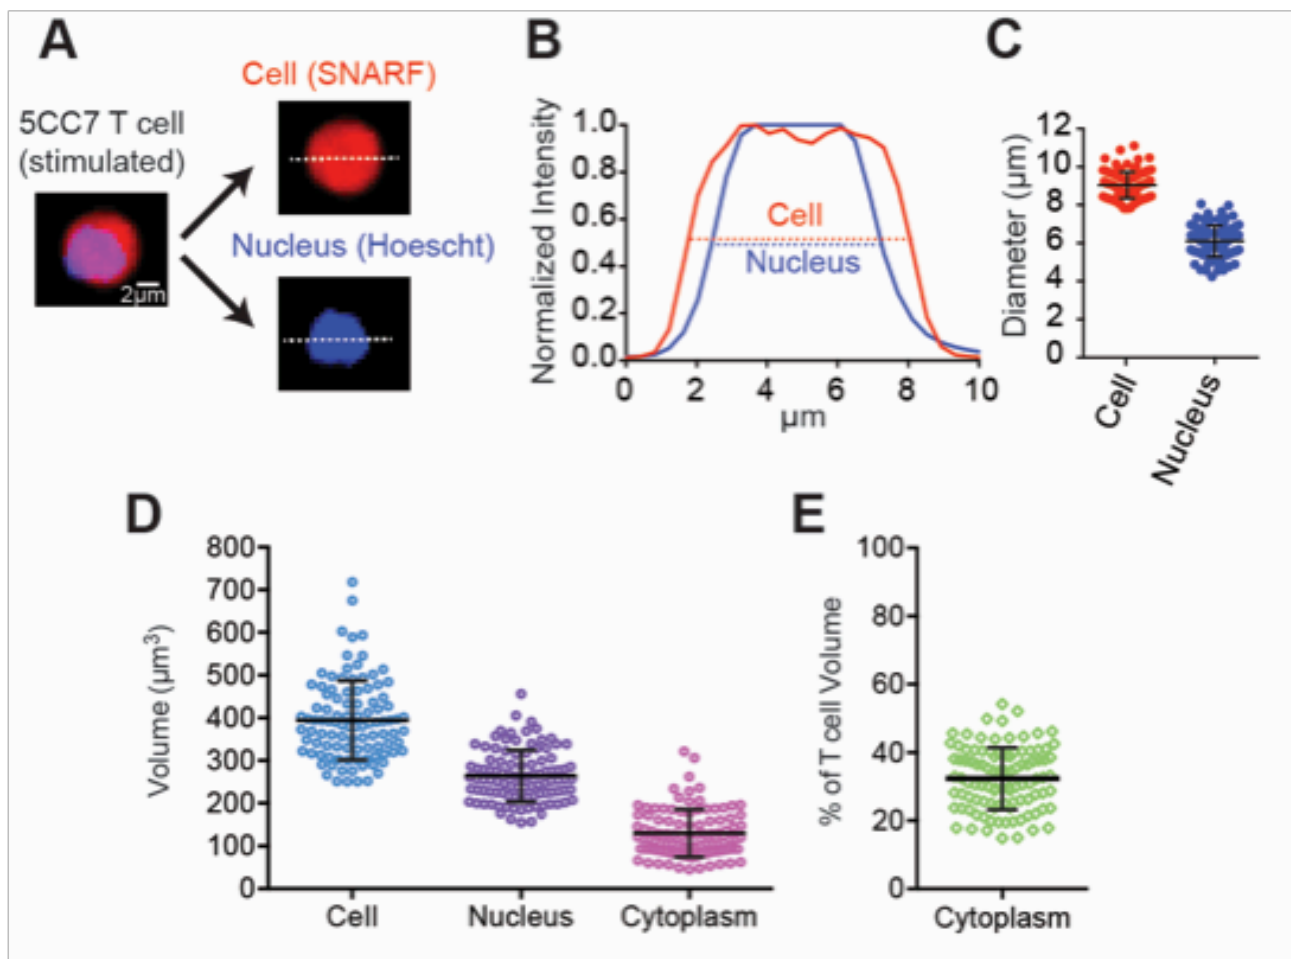 A
Cell (SNARF)
5CC7 T cell
(stimulated)
Nucleus (Hoescht)
2µm
B
Normalized Intensity
1.0
0.8
0.6
0.4
0.2
0.0
Cell
Nucleus
0 2 4 6 8 10
µm
C
Diameter (µm)
12
10
8
6
4
2
0
Cell
Nucleus
D
Volume (µm³)
800
700
600
500
400
300
200
100
0
Cell Nucleus Cytoplasm
E
% of T cell Volume
100
80
60
40
20
0
Cytoplasm